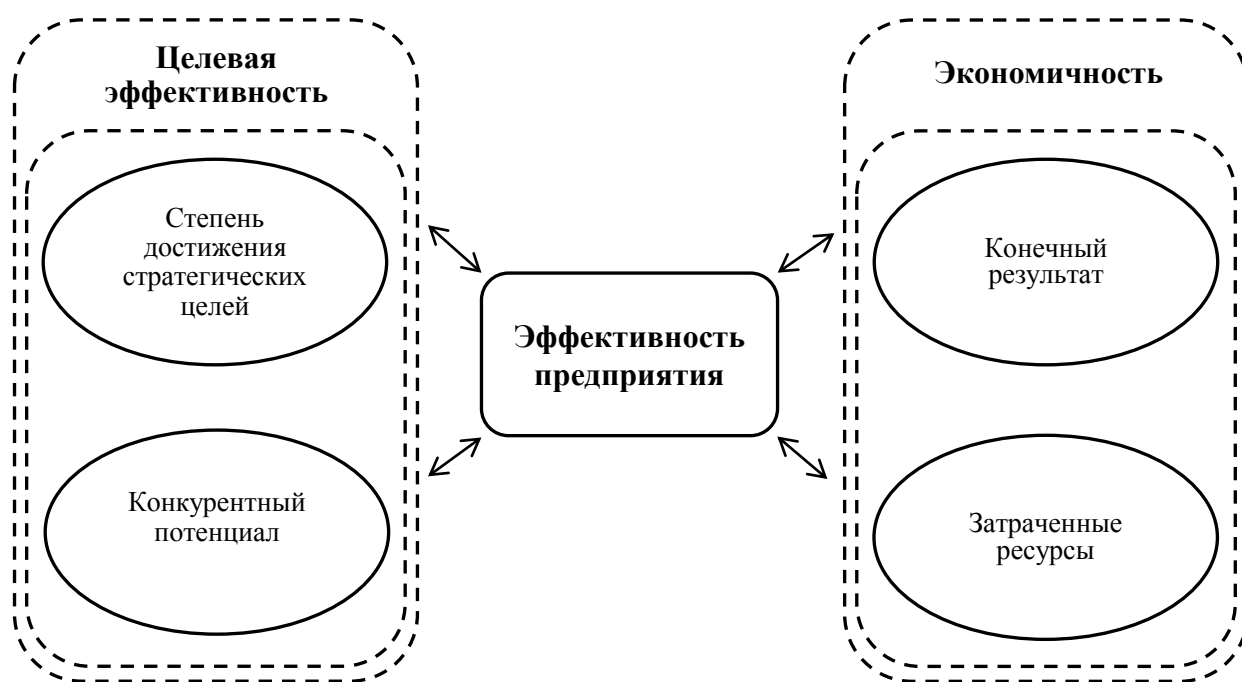 Целевая
эффективность
Степень
достижения
стратегических
целей
Конкурентный
потенциал
Эффективность
предприятия
Экономичность
Конечный
результат
Затраченные
ресурсы